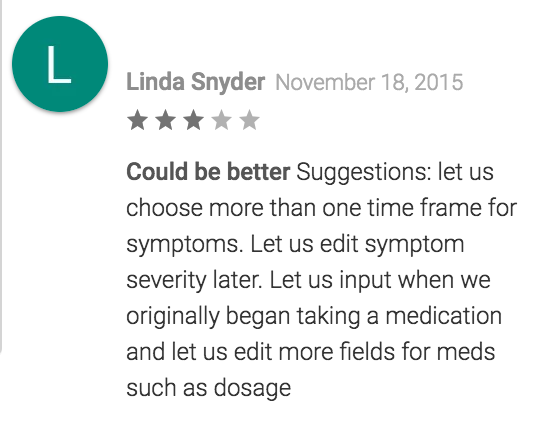 L
Linda Snyder November 18, 2015
Could be better Suggestions: let us
choose more than one time frame for
symptoms. Let us edit symptom
severity later. Let us input when we
originally began taking a medication
and let us edit more fields for meds
such as dosage